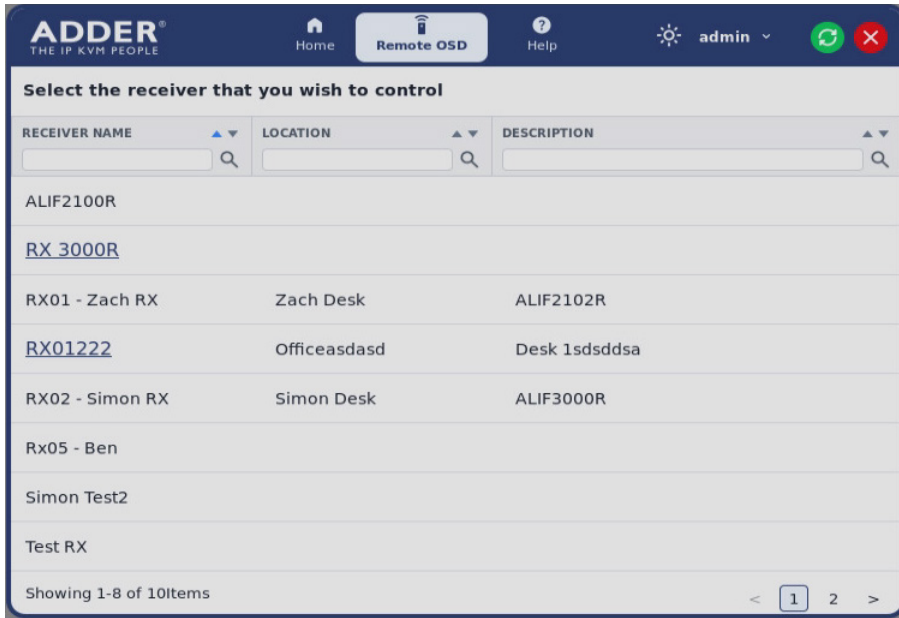 ADDER®
THE IP KVM PEOPLE
Home
Remote OSD
Help
admin
Select the receiver that you wish to control
RECEIVER NAME LOCATION DESCRIPTION
ALIF2100R
RX 3000R
RX01 - Zach RX Zach Desk ALIF2102R
RX01222 Officeasdasd Desk 1sdsddsa
RX02 - Simon RX Simon Desk ALIF3000R
Rx05 - Ben
Simon Test2
Test RX
Showing 1-8 of 10Items < 1 2 >